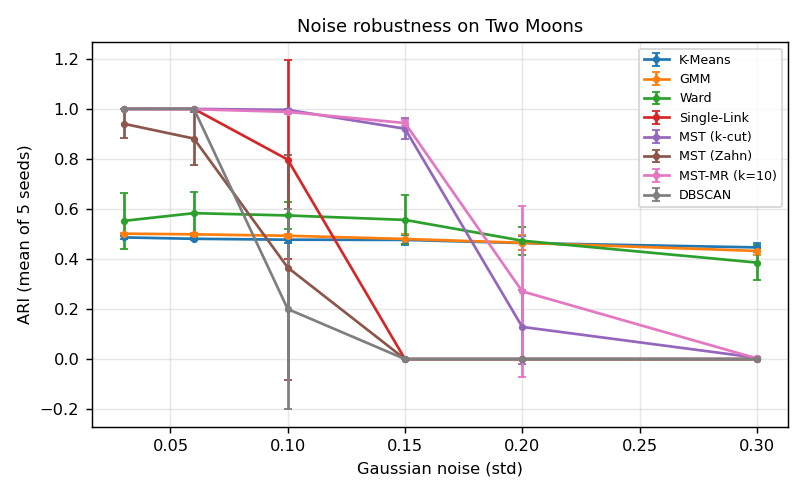 Noise robustness on Two Moons
ARI (mean of 5 seeds)
1.2
1.0
0.8
0.6
0.4
0.2
0.0
−0.2
K-Means
GMM
Ward
Single-Link
MST (k-cut)
MST (Zahn)
MST-MR (k=10)
DBSCAN
0.05
0.10
0.15
0.20
0.25
0.30
Gaussian noise (std)